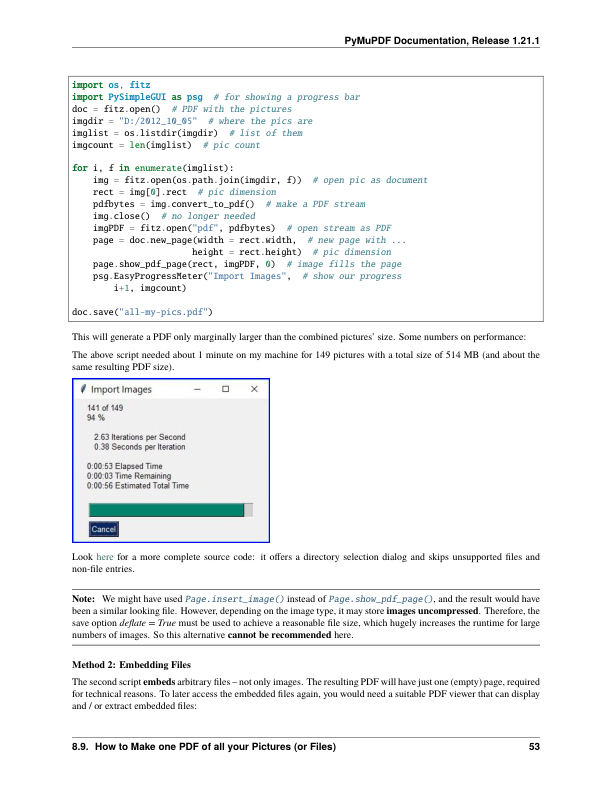 PyMuPDF Documentation, Release 1.21.1
import os, fitz
import PySimpleGUI as psg  # for showing a progress bar
doc = fitz.open()  # PDF with the pictures
imgdir = "D:/2012_10_05"  # where the pics are
imglist = os.listdir(imgdir)  # list of them
imgcount = len(imglist)  # pic count
for i, f in enumerate(imglist):
    img = fitz.open(os.path.join(imgdir, f))  # open pic as document
    rect = img[0].rect  # pic dimension
    pdfbytes = img.convert_to_pdf()  # make a PDF stream
    img.close()  # no longer needed
    imgPDF = fitz.open("pdf", pdfbytes)  # open stream as PDF
    page = doc.new_page(width = rect.width,  # new page with ...
                       height = rect.height)  # pic dimension
    page.show_pdf_page(rect, imgPDF, 0)  # image fills the page
    psg.EasyProgressMeter("Import Images",  # show our progress
        i+1, imgcount)
doc.save("all-my-pics.pdf")
This will generate a PDF only marginally larger than the combined pictures' size. Some numbers on performance:
The above script needed about 1 minute on my machine for 149 pictures with a total size of 514 MB (and about the
same resulting PDF size).
Import Images
141 of 149
94 %
2.63 Iterations per Second
0.38 Seconds per Iteration
0:00:53 Elapsed Time
0:00:03 Time Remaining
0:00:56 Estimated Total Time
Cancel
Look here for a more complete source code: it offers a directory selection dialog and skips unsupported files and
non-file entries.
Note: We might have used Page.insert_image() instead of Page.show_pdf_page(), and the result would have
been a similar looking file. However, depending on the image type, it may store images uncompressed. Therefore, the
save option deflate = True must be used to achieve a reasonable file size, which hugely increases the runtime for large
numbers of images. So this alternative cannot be recommended here.
Method 2: Embedding Files
The second script embeds arbitrary files – not only images. The resulting PDF will have just one (empty) page, required
for technical reasons. To later access the embedded files again, you would need a suitable PDF viewer that can display
and / or extract embedded files:
8.9. How to Make one PDF of all your Pictures (or Files) 53